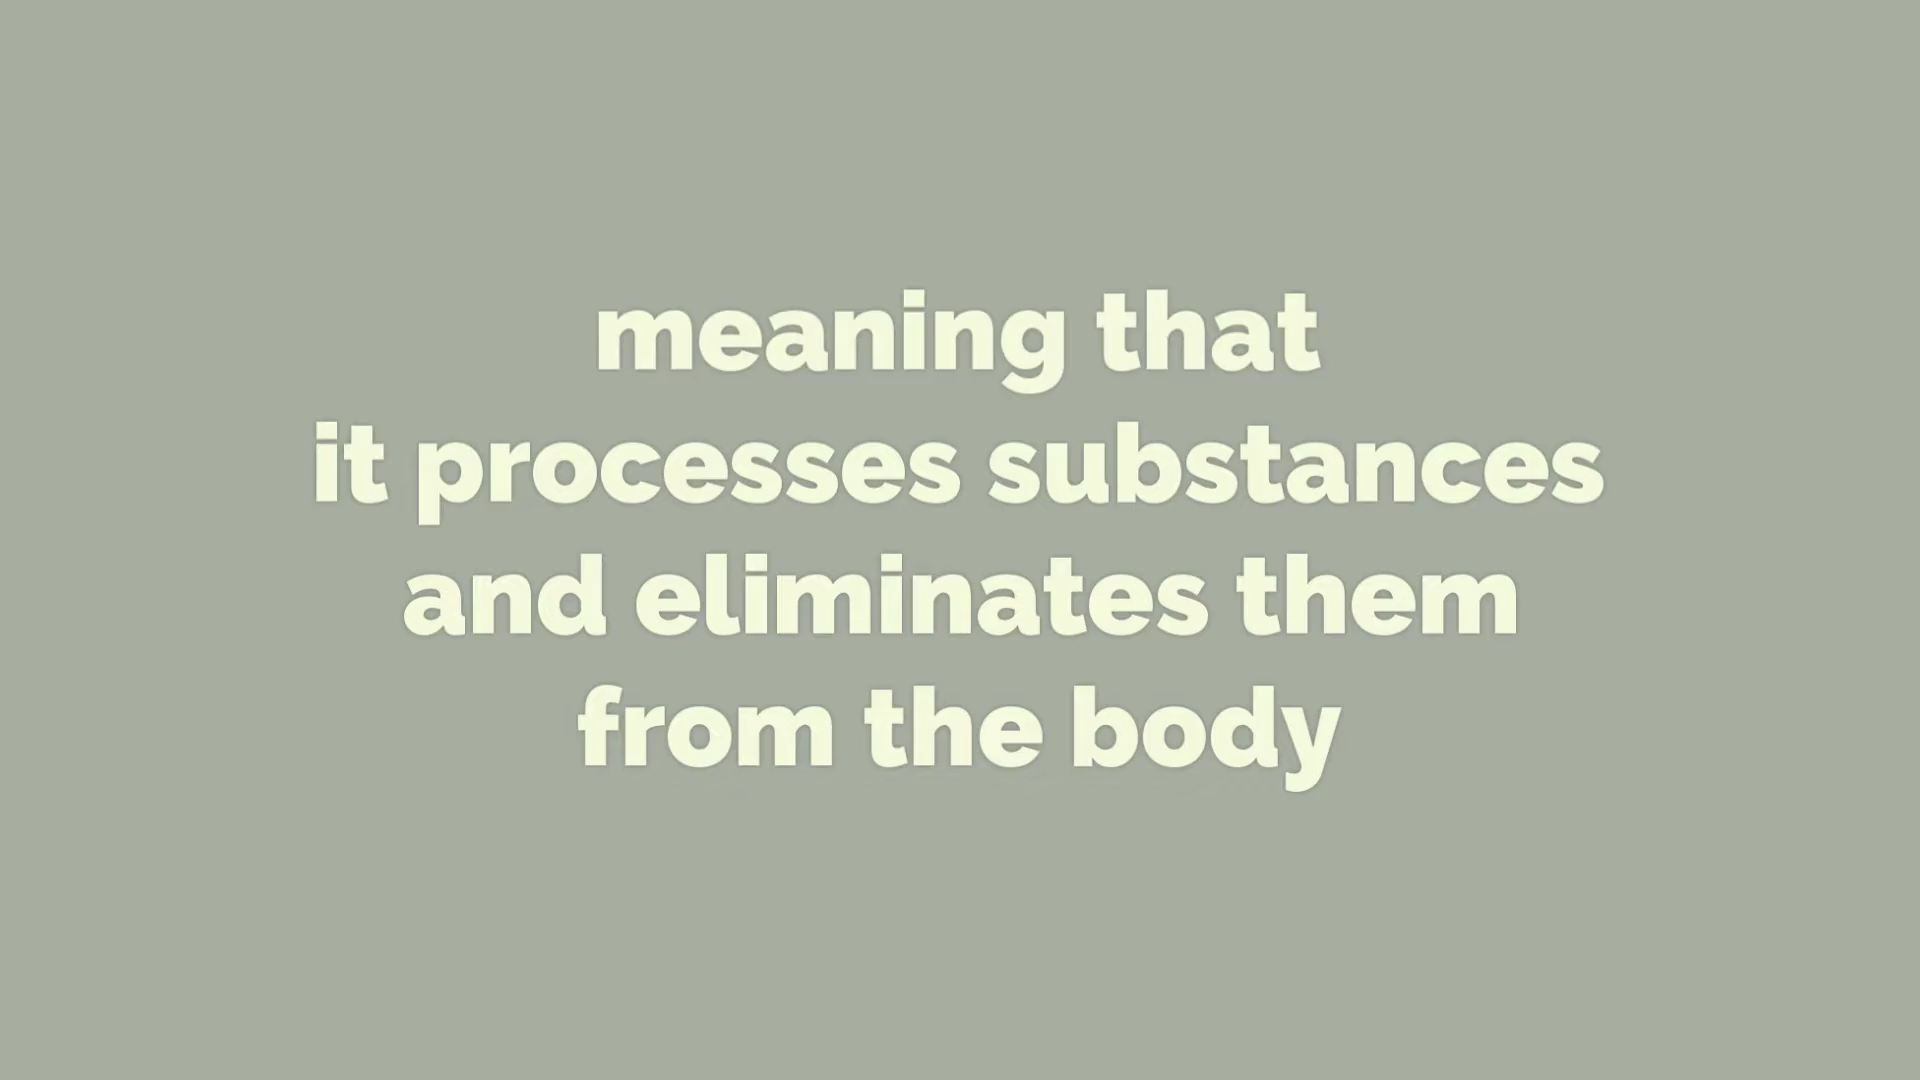 meaning that
it processes substances
and eliminates them
from the body